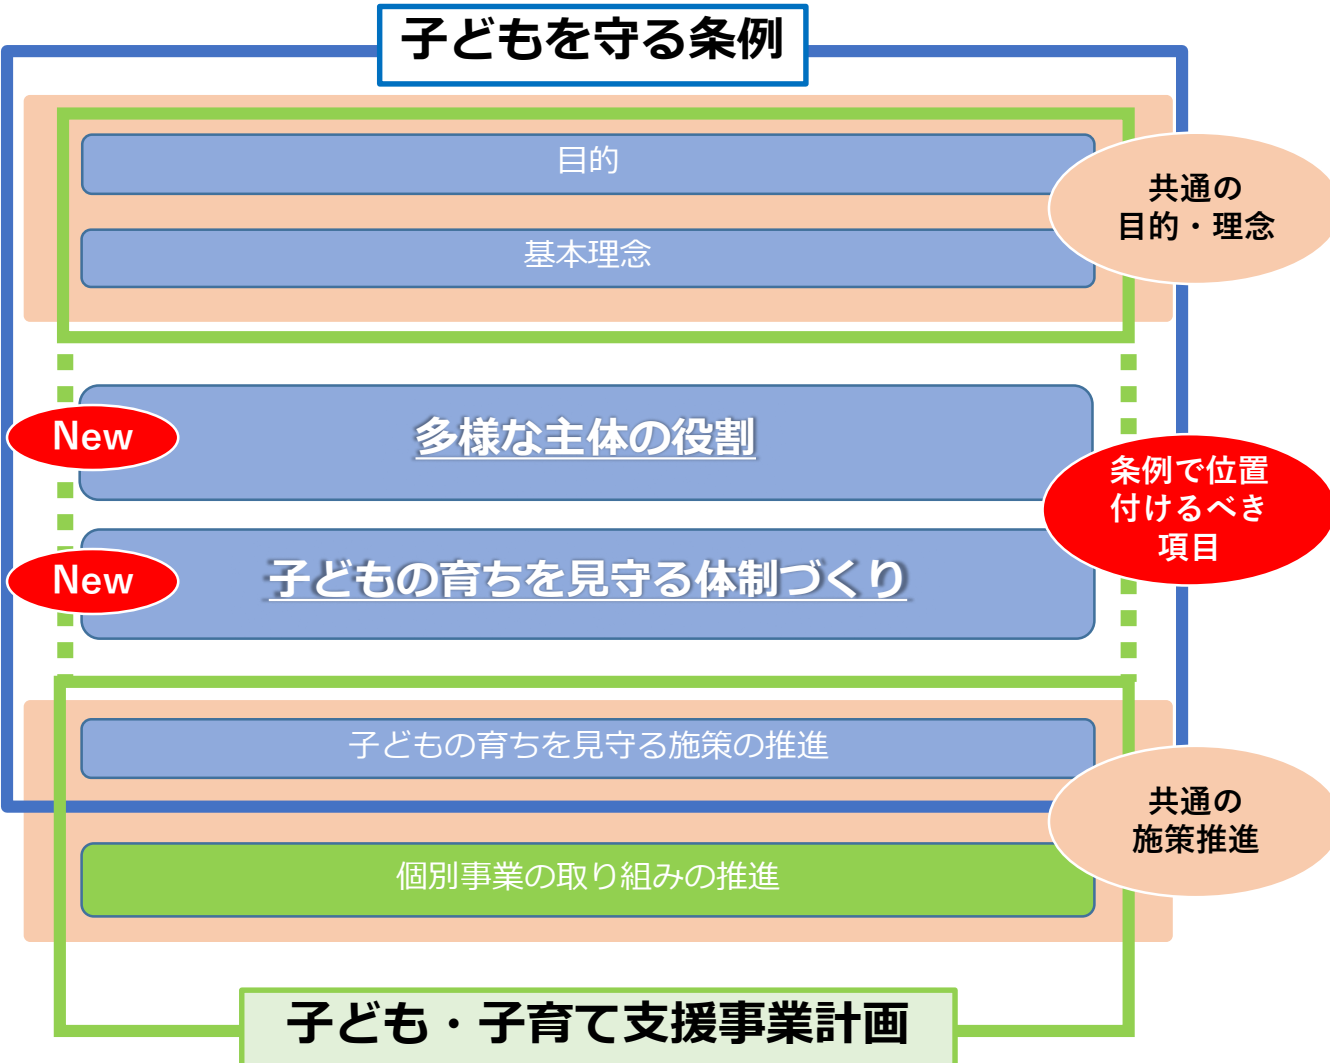 子どもを守る条例
目的
共通の
目的・理念
基本理念
New
多様な主体の役割
条例で位置
付けるべき
項目
New
子どもの育ちを見守る体制づくり
子どもの育ちを見守る施策の推進
共通の
施策推進
個別事業の取り組みの推進
子ども・子育て支援事業計画